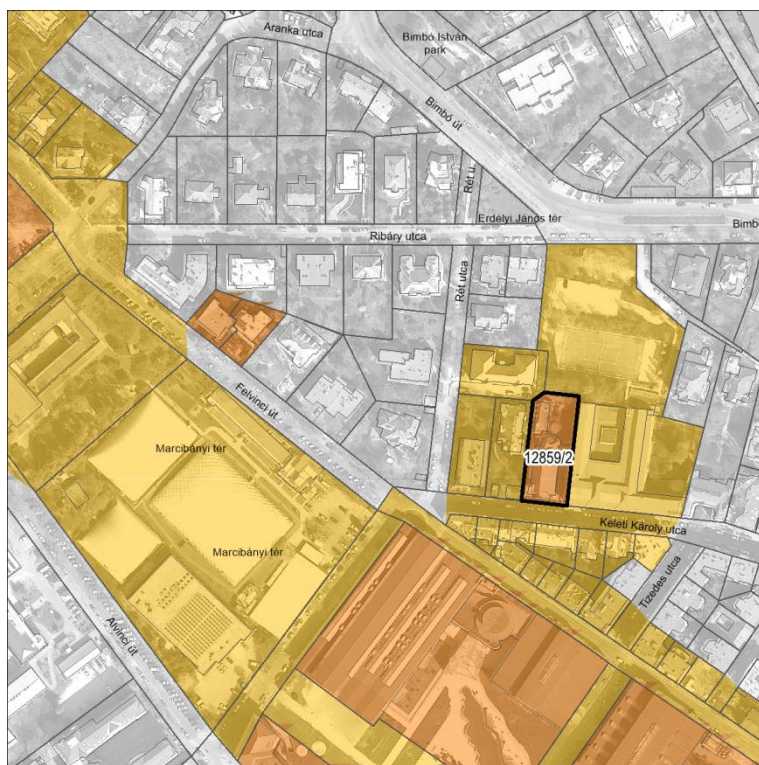 Aranka utca
Bimbó István
park
Bimbó út
Rét u.
Erdélyi János tér
Bimbó
Ribáry utca
Rét utca
Felvinci út
Marcibányi tér
12859/2
Keleti Károly utca
Marcibányi tér
Tizedes utca
Alvinci út